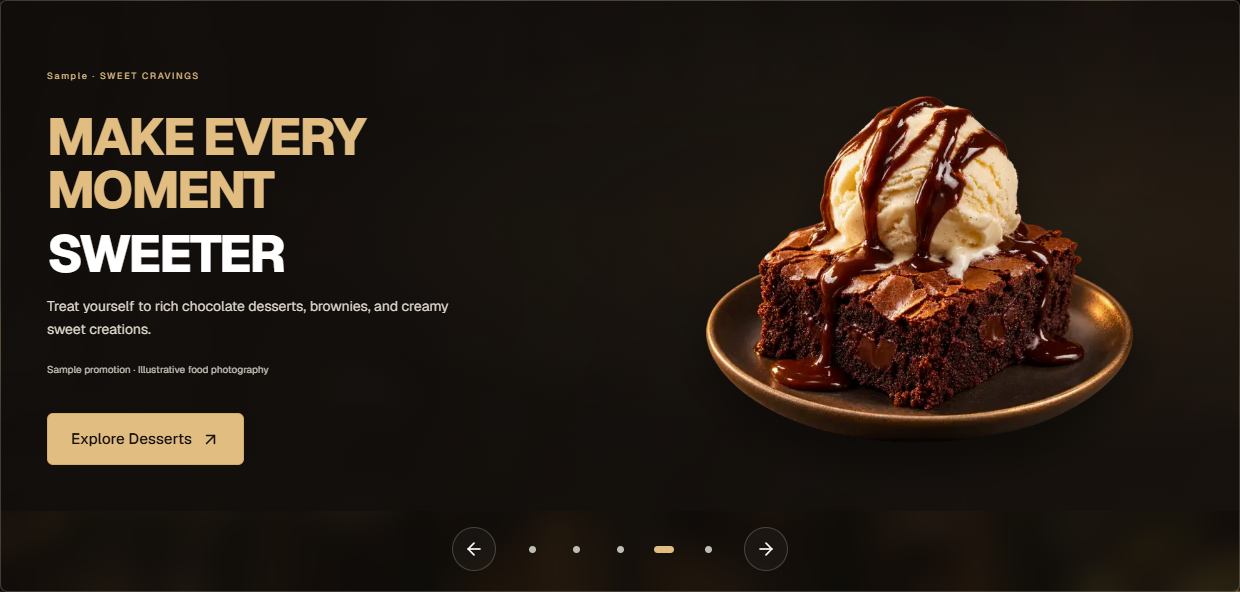 Sample · SWEET CRAVINGS
MAKE EVERY
MOMENT
SWEETER
Treat yourself to rich chocolate desserts, brownies, and creamy
sweet creations.
Sample promotion · Illustrative food photography
Explore Desserts